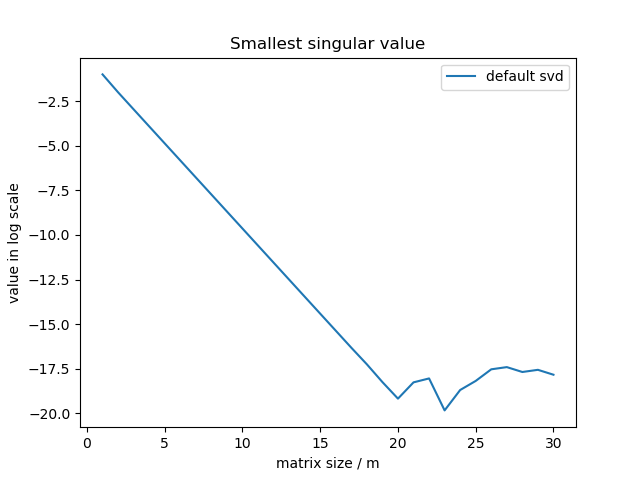 Smallest singular value
default svd
value in log scale
−2.5
−5.0
−7.5
−10.0
−12.5
−15.0
−17.5
−20.0
0 5 10 15 20 25 30
matrix size / m